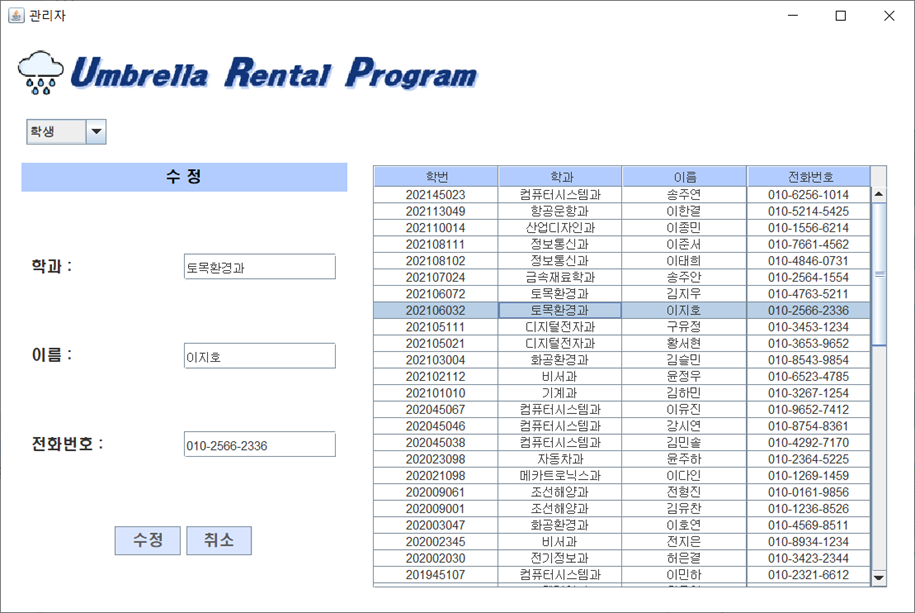 관리자
Umbrella Rental Program
학생
수 정
학과 :
토목환경과
이름 :
이지호
전화번호 :
010-2566-2336
수정 취소
학번 학과 이름 전화번호
202145023 컴퓨터시스템과 송주연 010-6256-1014
202113049 항공운항과 이한결 010-5214-5425
202110014 산업디자인과 이종민 010-1556-6214
202108111 정보통신과 이준서 010-7661-4562
202108102 정보통신과 이태희 010-4846-0731
202107024 금속재료학과 송주안 010-2564-1554
202106072 토목환경과 김지우 010-4763-5211
202106032 토목환경과 이지호 010-2566-2336
202105111 디지털전자과 구유정 010-3453-1234
202105021 디지털전자과 황서현 010-3653-9652
202103004 화공환경과 김슬민 010-8543-9854
202102112 비서과 윤정우 010-6523-4785
202101010 기계과 김하민 010-3267-1254
202045067 컴퓨터시스템과 이유진 010-9652-7412
202045046 컴퓨터시스템과 강시연 010-8754-8361
202045038 컴퓨터시스템과 김민솔 010-4292-7170
202023098 자동차과 윤주하 010-2364-5225
202021098 메카트로닉스과 이다인 010-1269-1459
202009061 조선해양과 전형진 010-0161-9856
202009001 조선해양과 김유찬 010-1236-8526
202003047 화공환경과 이호연 010-4569-8511
202002345 비서과 전지은 010-8934-1234
202002030 전기정보과 허은결 010-3423-2344
201945107 컴퓨터시스템과 이민하 010-2321-6612